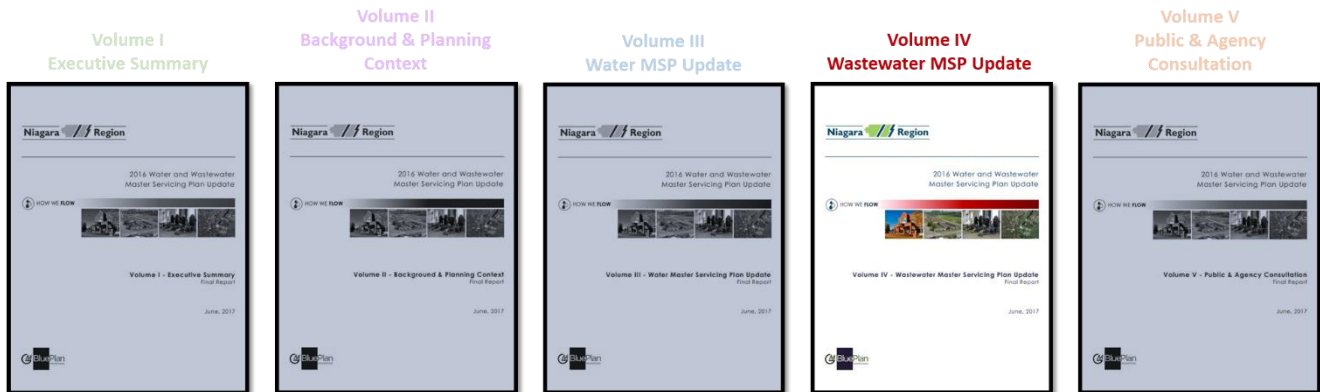 Volume I
Executive Summary
Volume II
Background & Planning
Context
Volume III
Water MSP Update
Volume IV
Wastewater MSP Update
Volume V
Public & Agency
Consultation
Niagara Region
2016 Water and Wastewater
Master Servicing Plan Update
HOW WE FLOW
Volume I - Executive Summary
Final Report
June, 2017
BluePlan
Niagara Region
2016 Water and Wastewater
Master Servicing Plan Update
HOW WE FLOW
Volume II - Background & Planning Context
Final Report
June, 2017
BluePlan
Niagara Region
2016 Water and Wastewater
Master Servicing Plan Update
HOW WE FLOW
Volume III - Water Master Servicing Plan Update
Final Report
June, 2017
BluePlan
Niagara Region
2016 Water and Wastewater
Master Servicing Plan Update
HOW WE FLOW
Volume IV - Wastewater Master Servicing Plan Update
Final Report
June, 2017
BluePlan
Niagara Region
2016 Water and Wastewater
Master Servicing Plan Update
HOW WE FLOW
Volume V - Public & Agency Consultation
Final Report
June, 2017
BluePlan